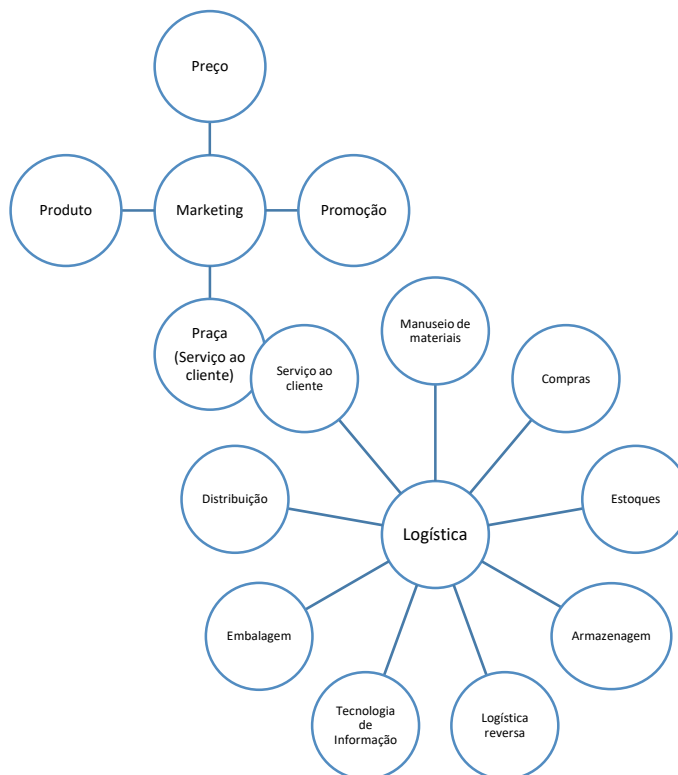 Preço
Produto
Marketing
Promoção
Praça
(Serviço ao
cliente)
Serviço ao
cliente
Manuseio de
materiais
Compras
Distribuição
Estoques
Logística
Embalagem
Armazenagem
Tecnologia
de
Informação
Logística
reversa